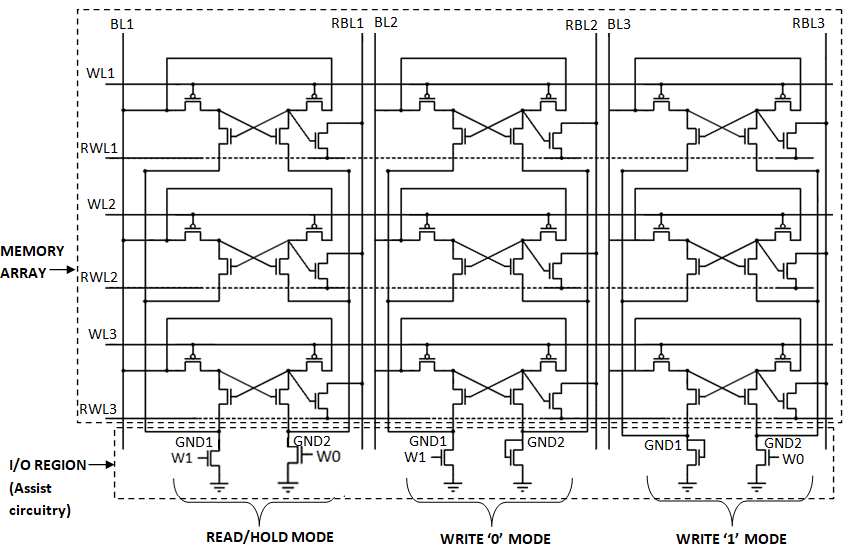 BL1 RBL1 BL2 RBL2 BL3 RBL3
WL1
RWL1
WL2
MEMORY
ARRAY
RWL2
WL3
RWL3
GND1 GND2 GND1 GND2 GND1 GND2
I/O REGION
(Assist
circuitry)
W1 W0 W1 W0
READ/HOLD MODE WRITE ‘0’ MODE WRITE ‘1’ MODE